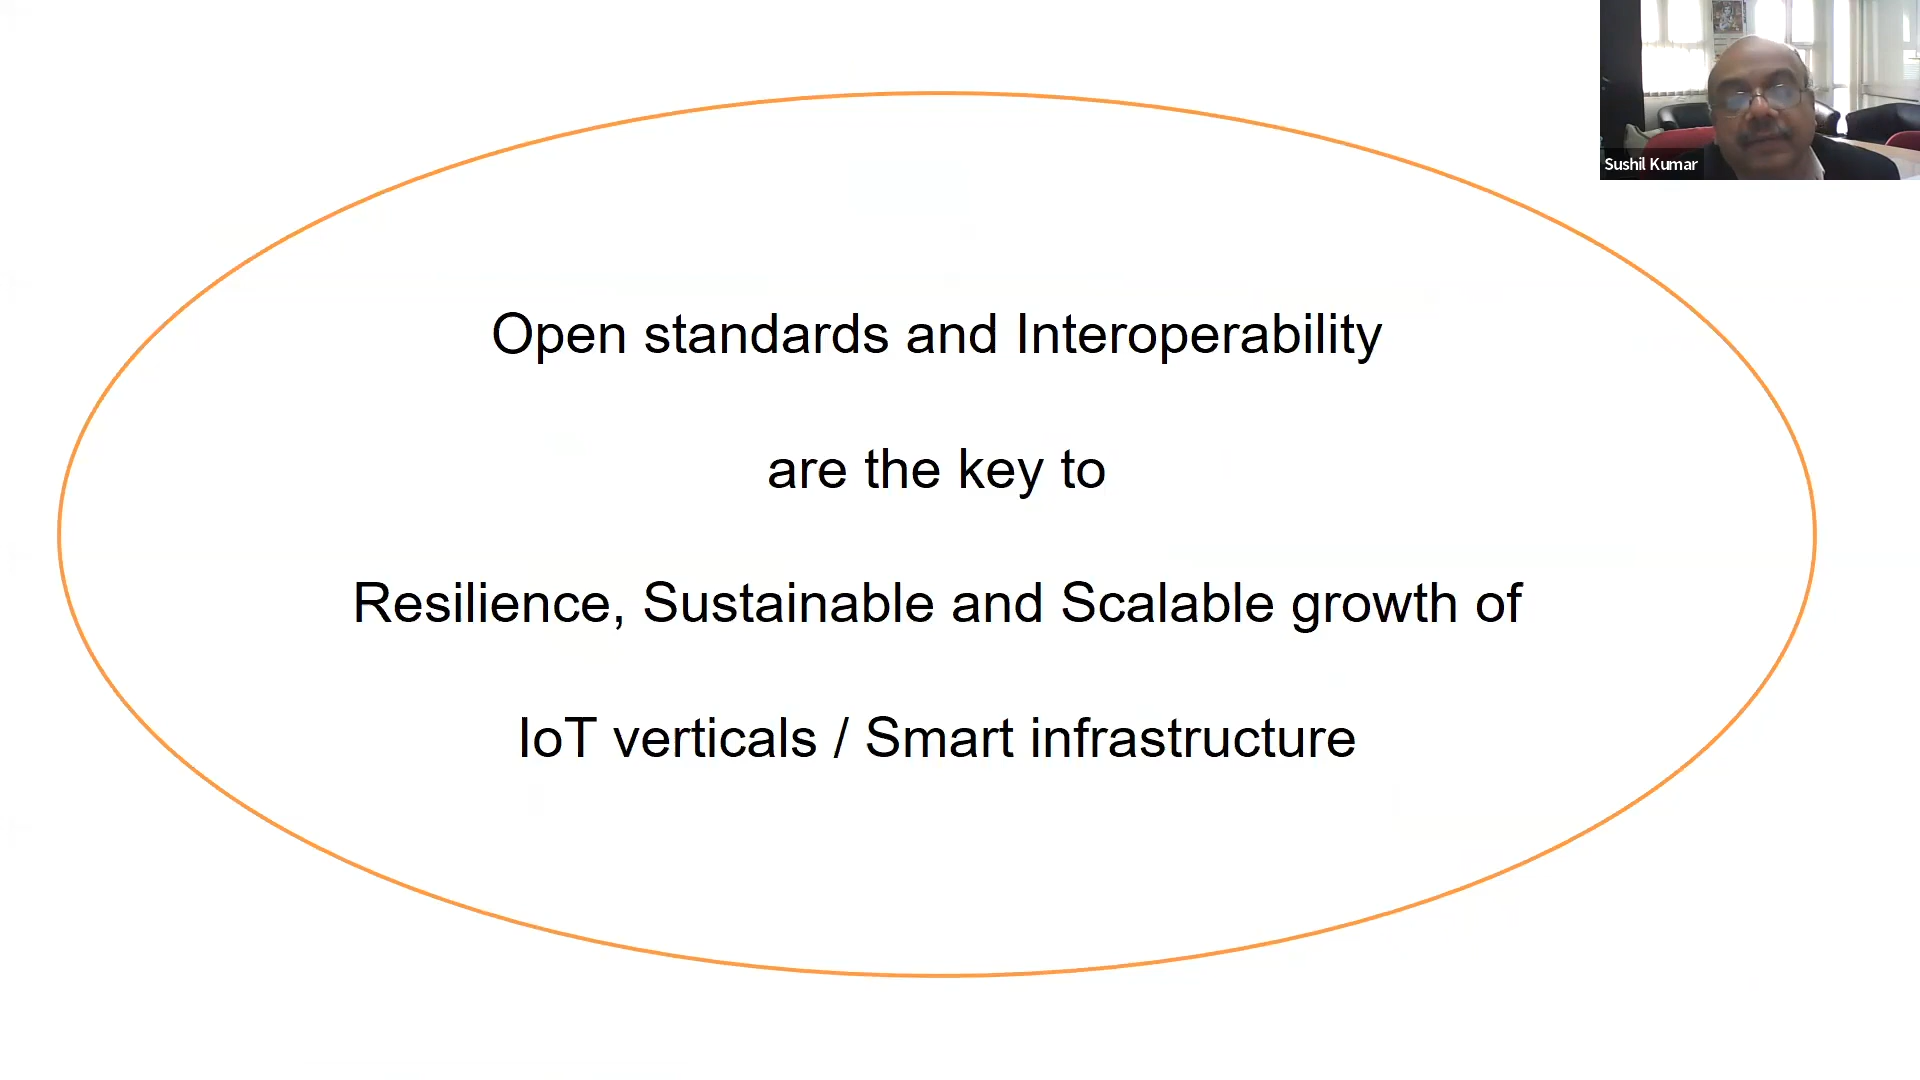 Open standards and Interoperability
are the key to
Resilience, Sustainable and Scalable growth of
IoT verticals / Smart infrastructure
Sushil Kumar